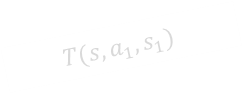 T(s, a₁, s₁)